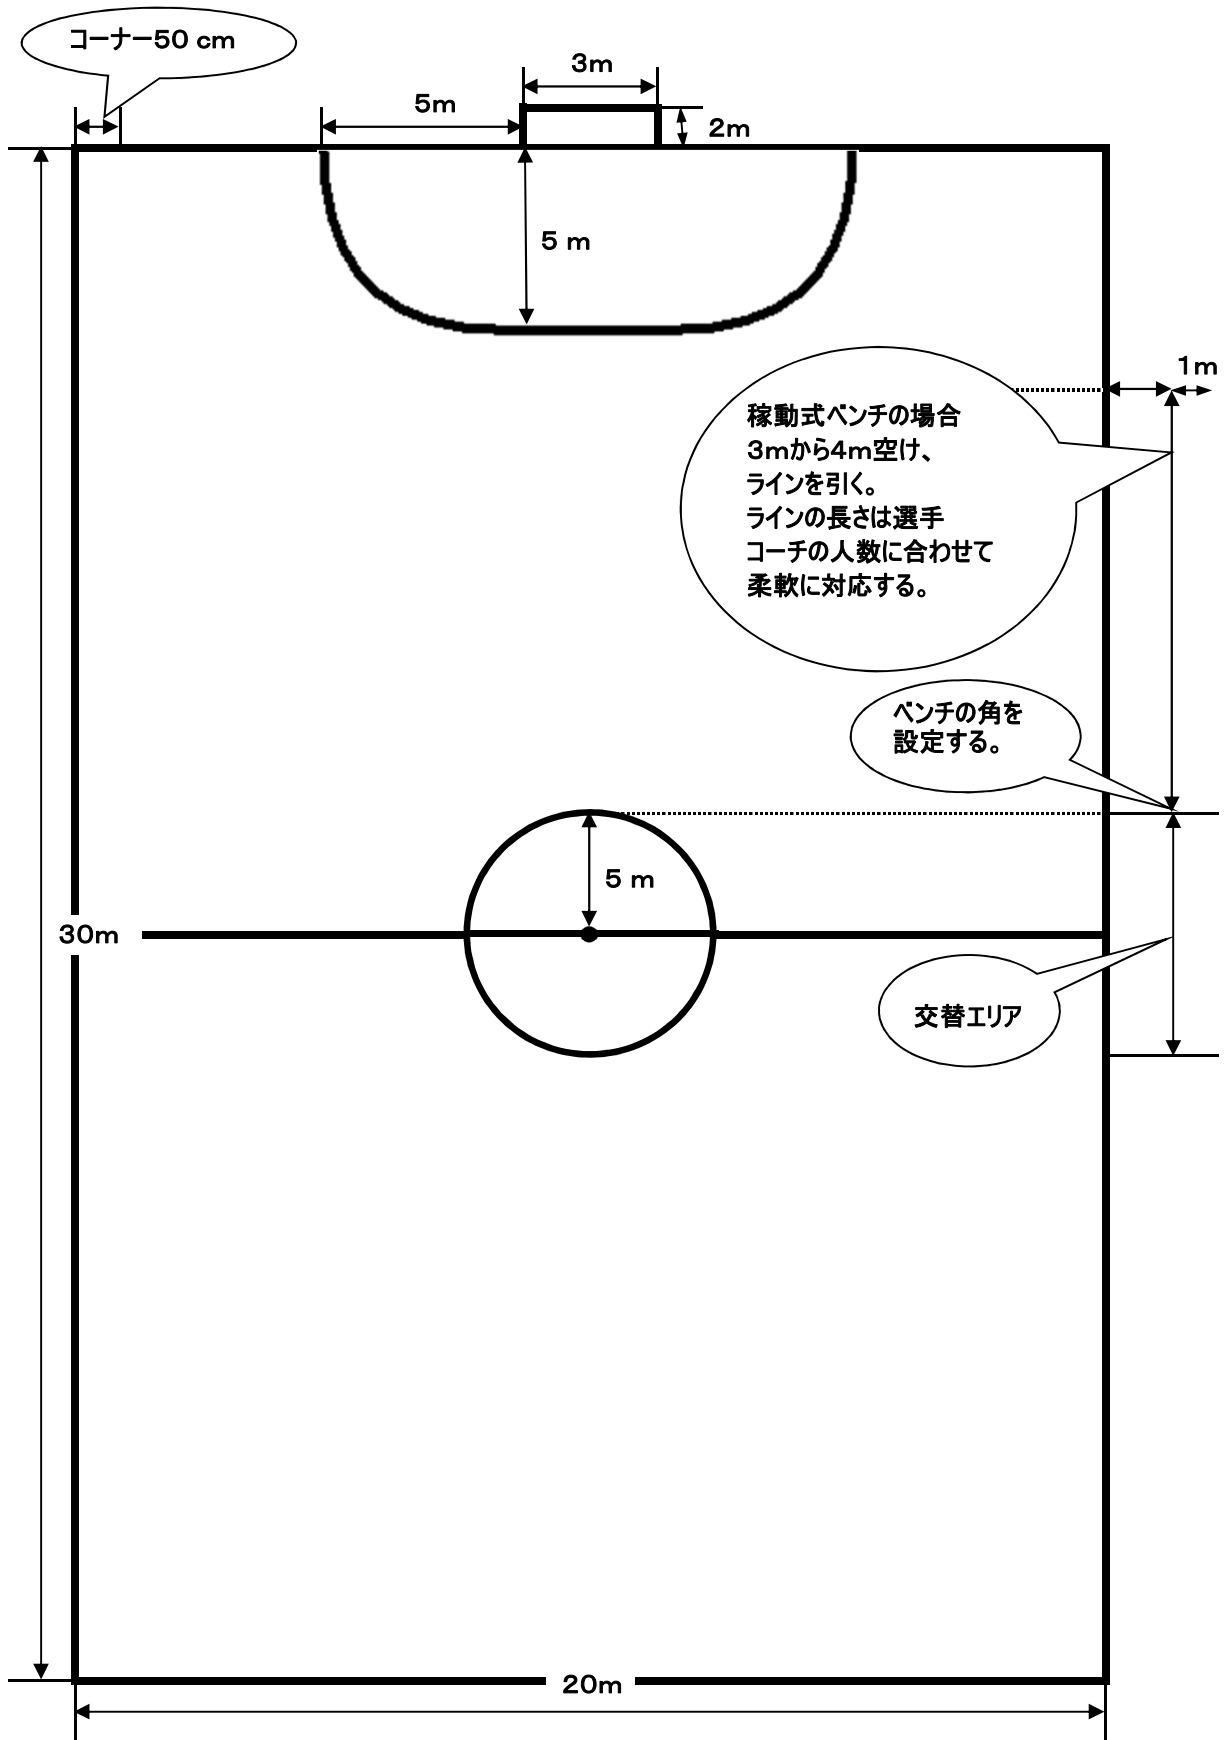 コーナー50 cm
3m
5m
2m
5 m
1m
稼動式ベンチの場合
3mから4m空け、
ラインを引く。
ラインの長さは選手
コーチの人数に合わせて
柔軟に対応する。
ベンチの角を
設定する。
5 m
30m
交替エリア
20m